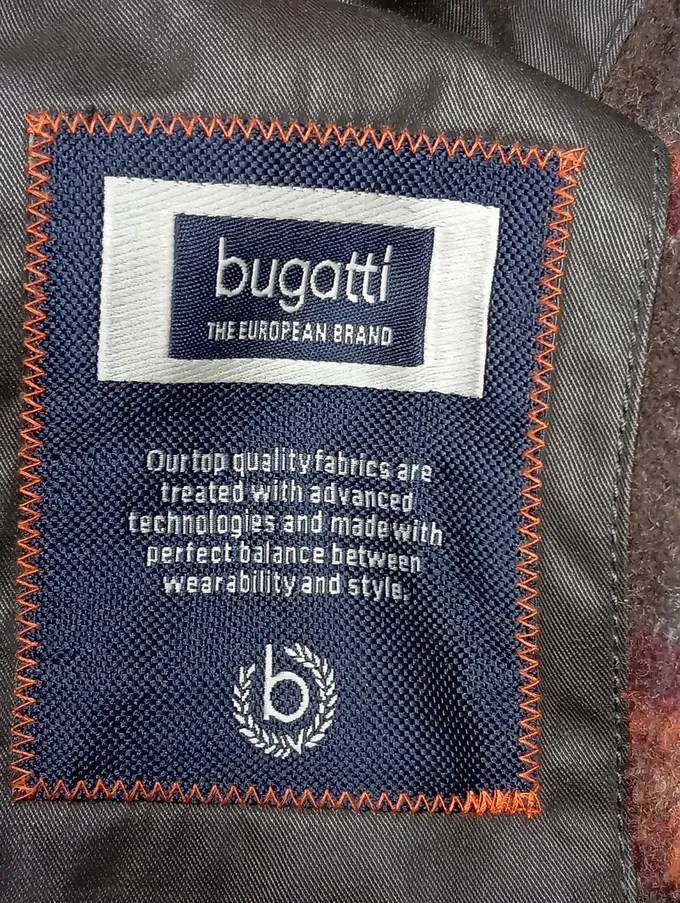 bugatti
THE EUROPEAN BRAND
Our top quality fabrics are
treated with advanced
technologies and made with
perfect balance between
wearability and style.
b